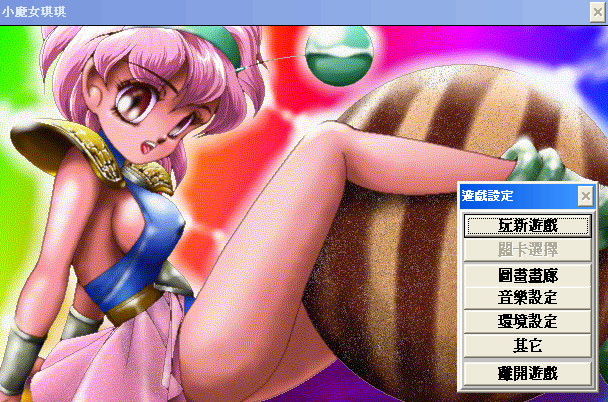 小魔女琪琪
遊戲設定
玩新遊戲
關卡選擇
圖畫畫廊
音樂設定
環境設定
其它
離開遊戲